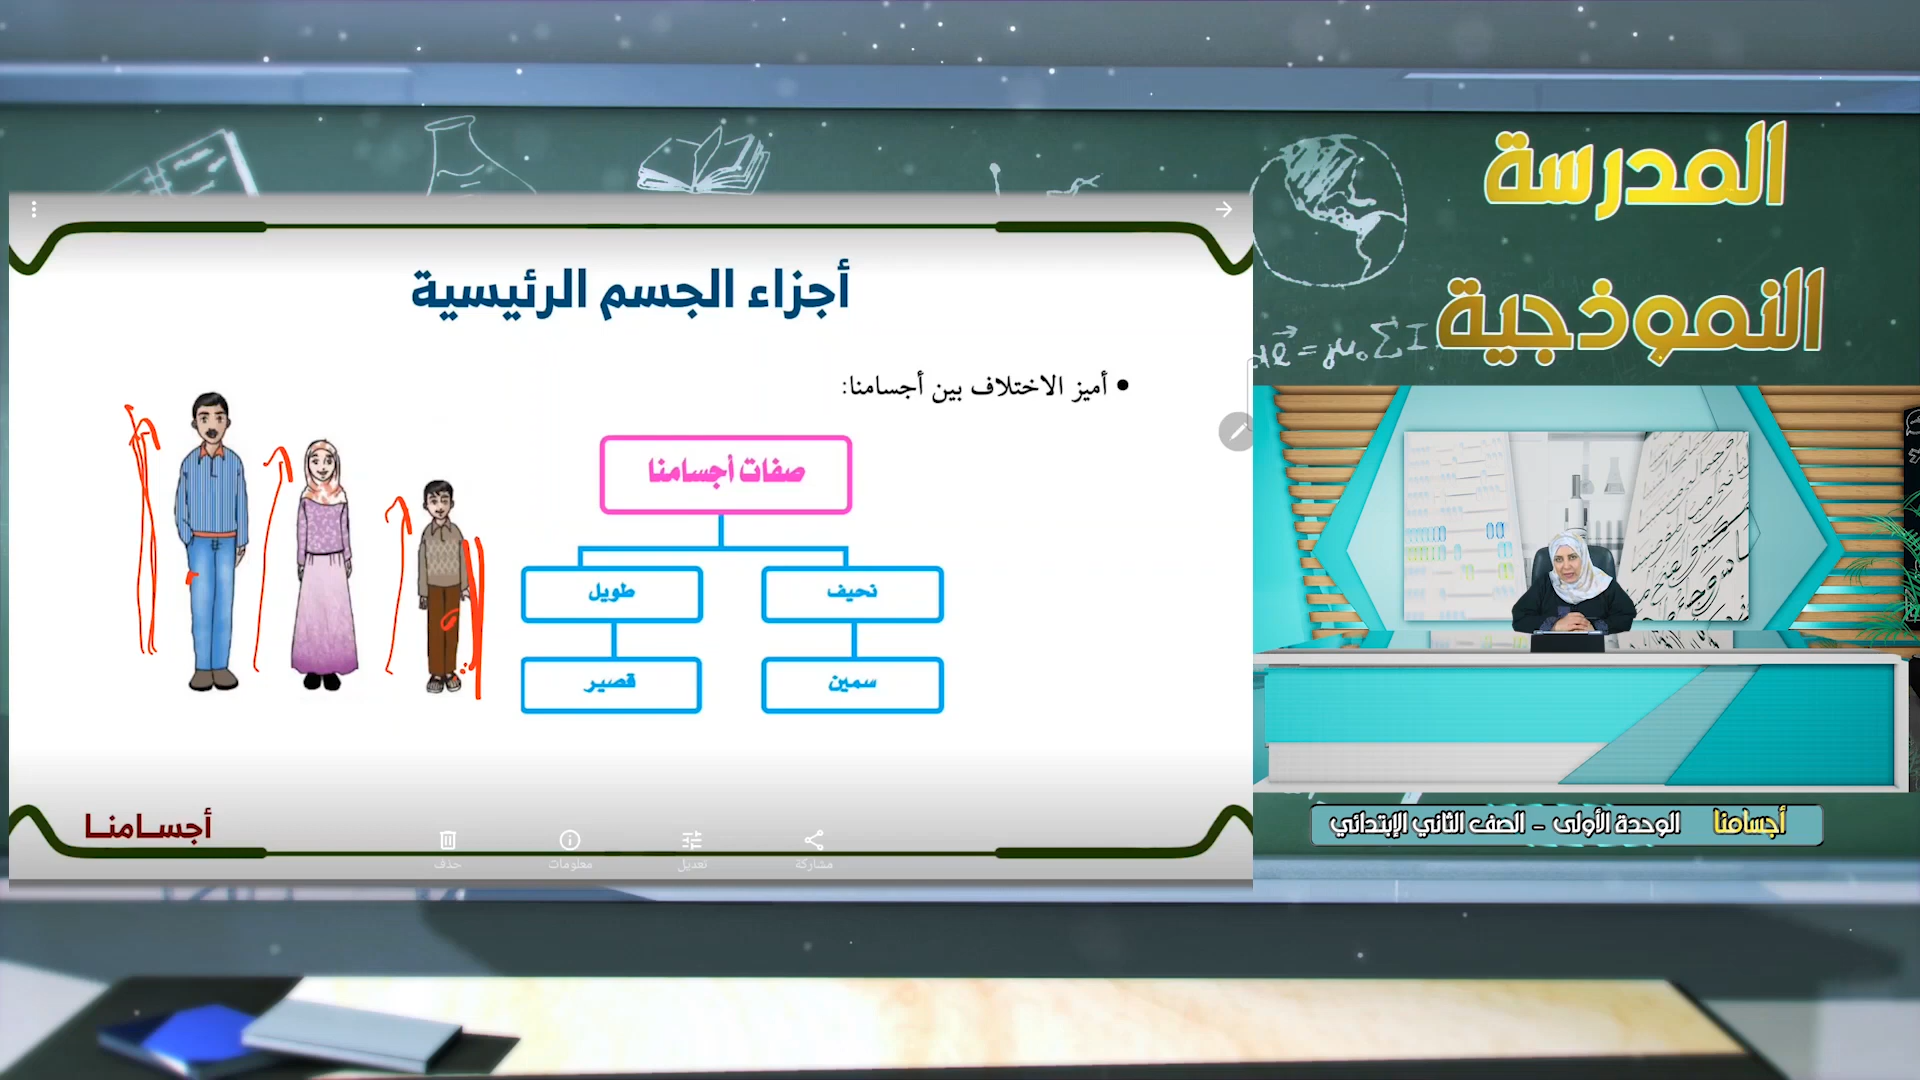 المدرسة
النموذجية
أجزاء الجسم الرئيسية
• أميز الاختلاف بين أجسامنا:
صفات أجسامنا
نحيف
طويل
سمين
قصير
أجسامنا
مشاركة
تعديل
معلومات
حذف
أجسامنا الوحدة الأولى - الصف الثاني الإبتدائي